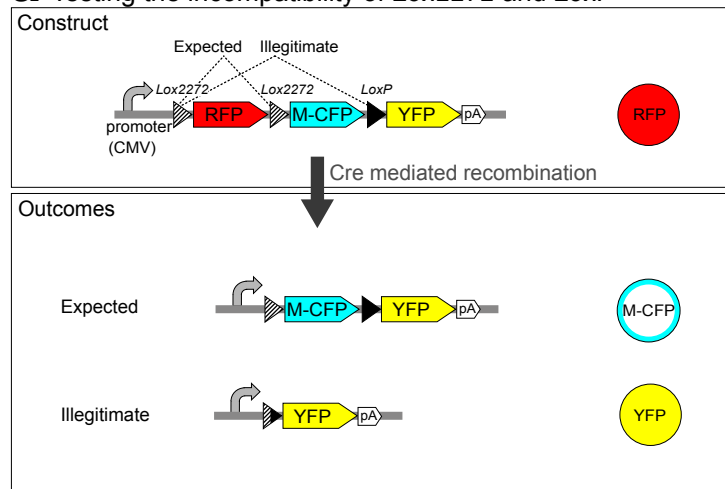 Construct
Expected Illegitimate
Lox2272 Lox2272 LoxP
RFP M-CFP YFP pA RFP
promoter
(CMV)
Cre mediated recombination
Outcomes
Expected M-CFP YFP pA M-CFP
Illegitimate YFP pA YFP